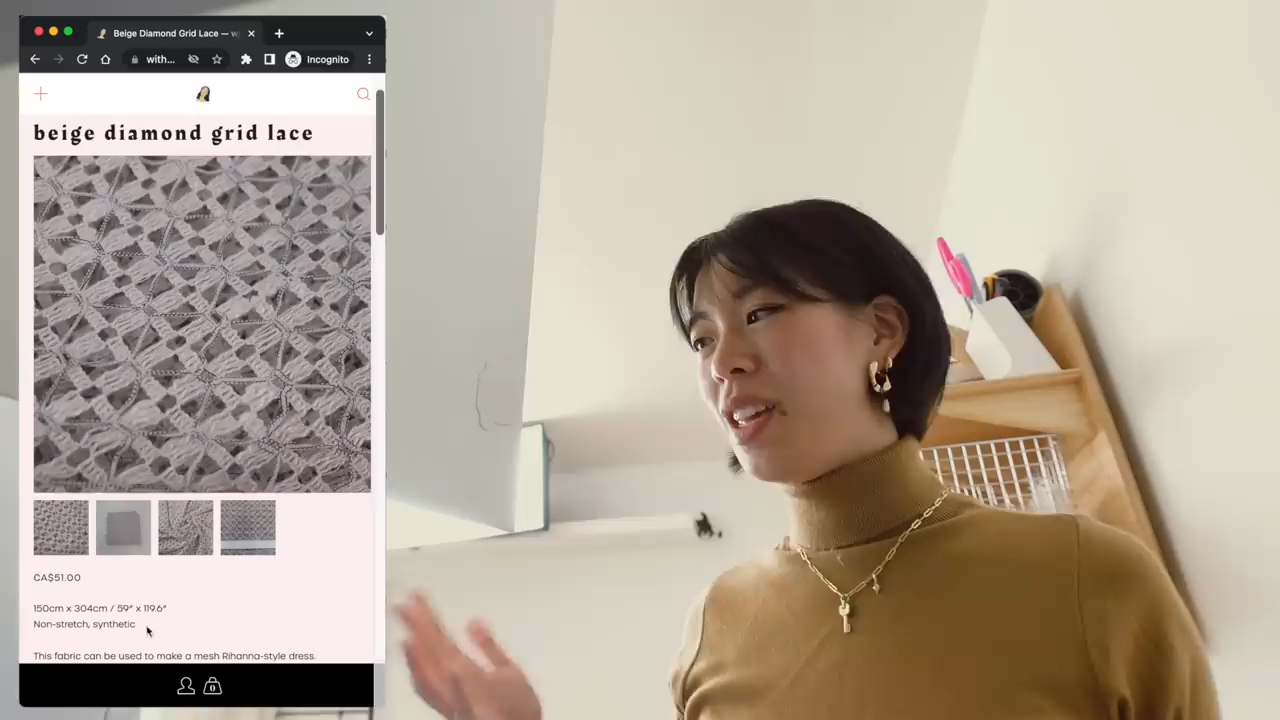 Beige Diamond Grid Lace — w
with...
Incognito
beige diamond grid lace
CA$51.00
150cm x 304cm / 59” x 119.6”
Non-stretch, synthetic
This fabric can be used to make a mesh Rihanna-style dress.
0